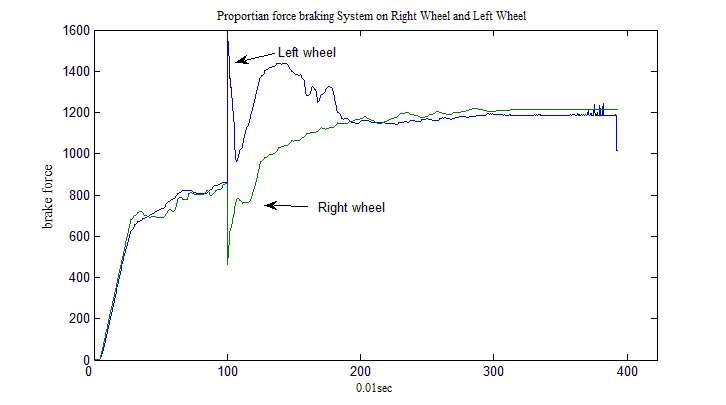 Proportian force braking System on Right Wheel and Left Wheel
1600
1400
1200
1000
800
600
400
200
0
brake force
Left wheel
Right wheel
0 100 200 300 400
0.01sec